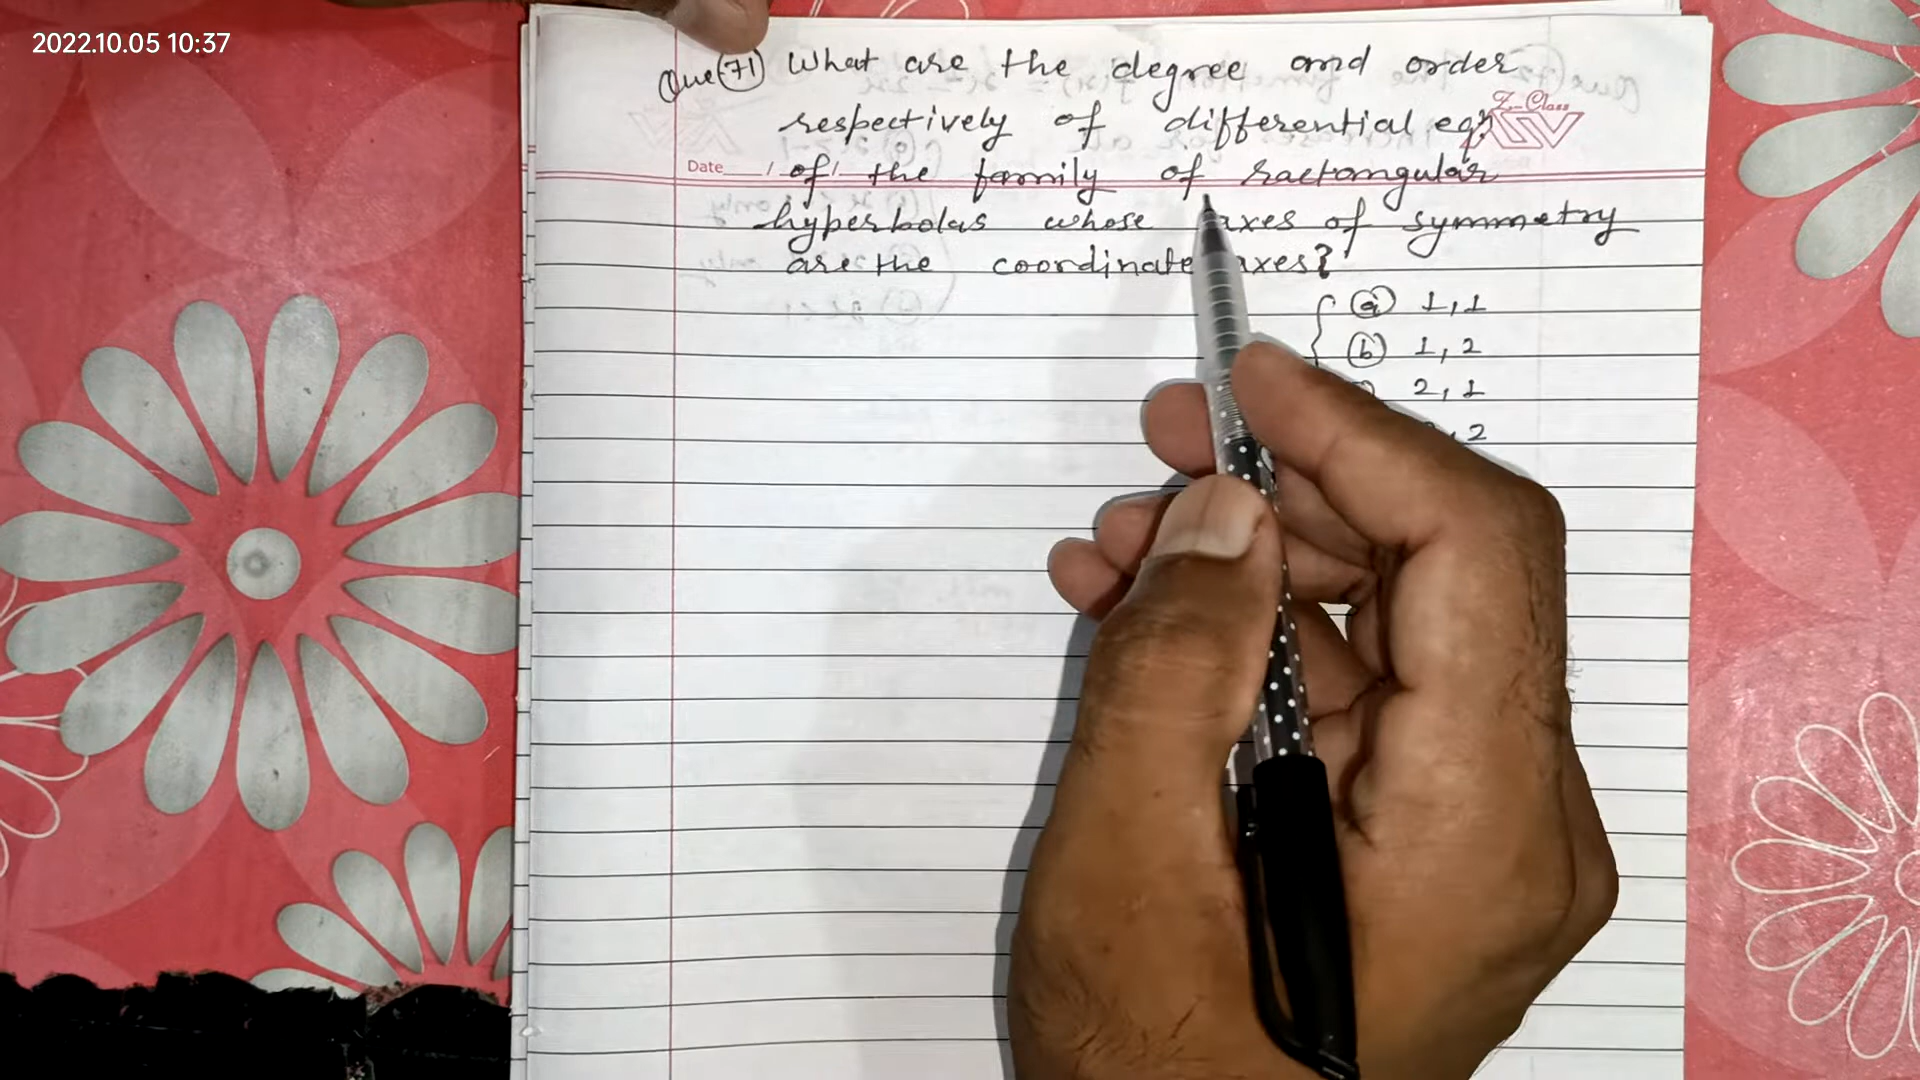 2022.10.05 10:37
Que(71) What are the degree and order
respectively of differential eqn
Z-Class
Date / /
of the family of ractangular
hyperbolas whose axes of symmetry
are the coordinate axes?
(a) 1,1
(b) 1,2
2,1
,2